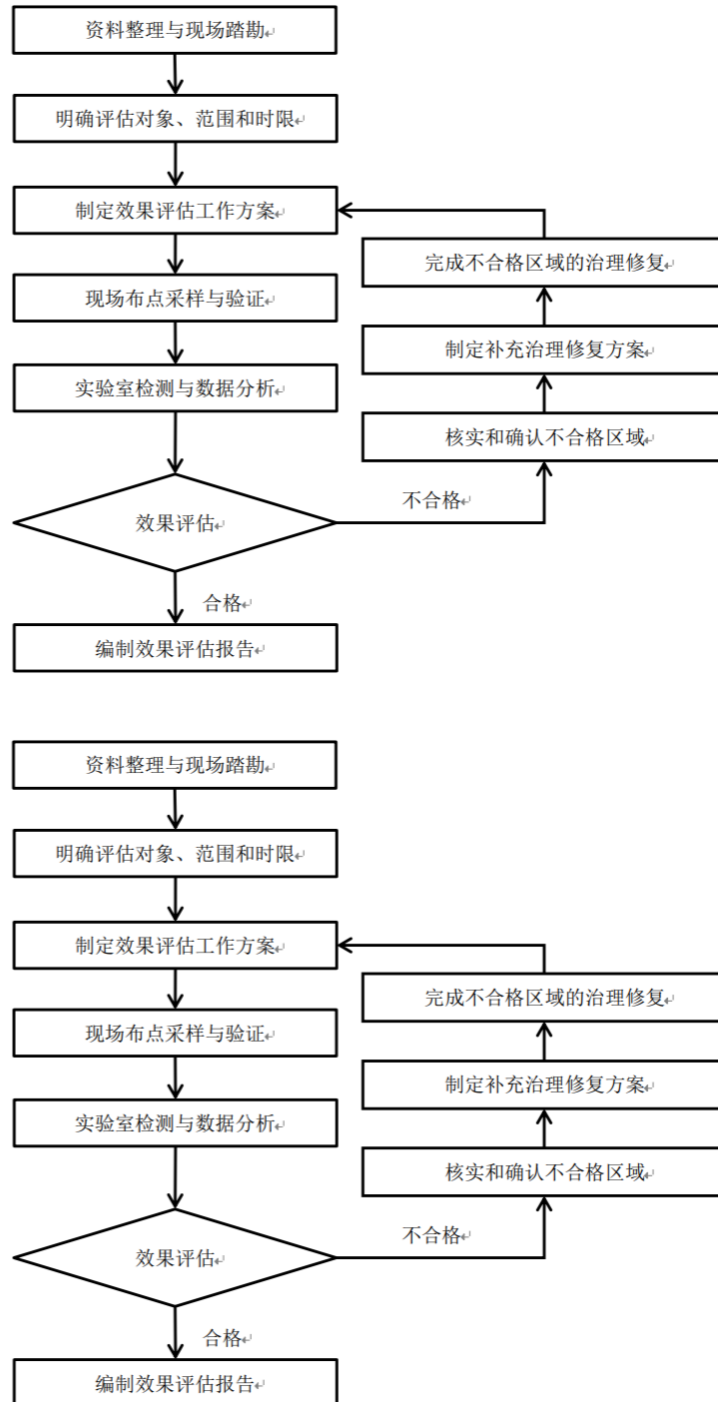 资料整理与现场踏勘
明确评估对象、范围和时限
制定效果评估工作方案
完成不合格区域的治理修复
现场布点采样与验证
制定补充治理修复方案
实验室检测与数据分析
核实和确认不合格区域
不合格
效果评估
合格
编制效果评估报告
资料整理与现场踏勘
明确评估对象、范围和时限
制定效果评估工作方案
完成不合格区域的治理修复
现场布点采样与验证
制定补充治理修复方案
实验室检测与数据分析
核实和确认不合格区域
不合格
效果评估
合格
编制效果评估报告